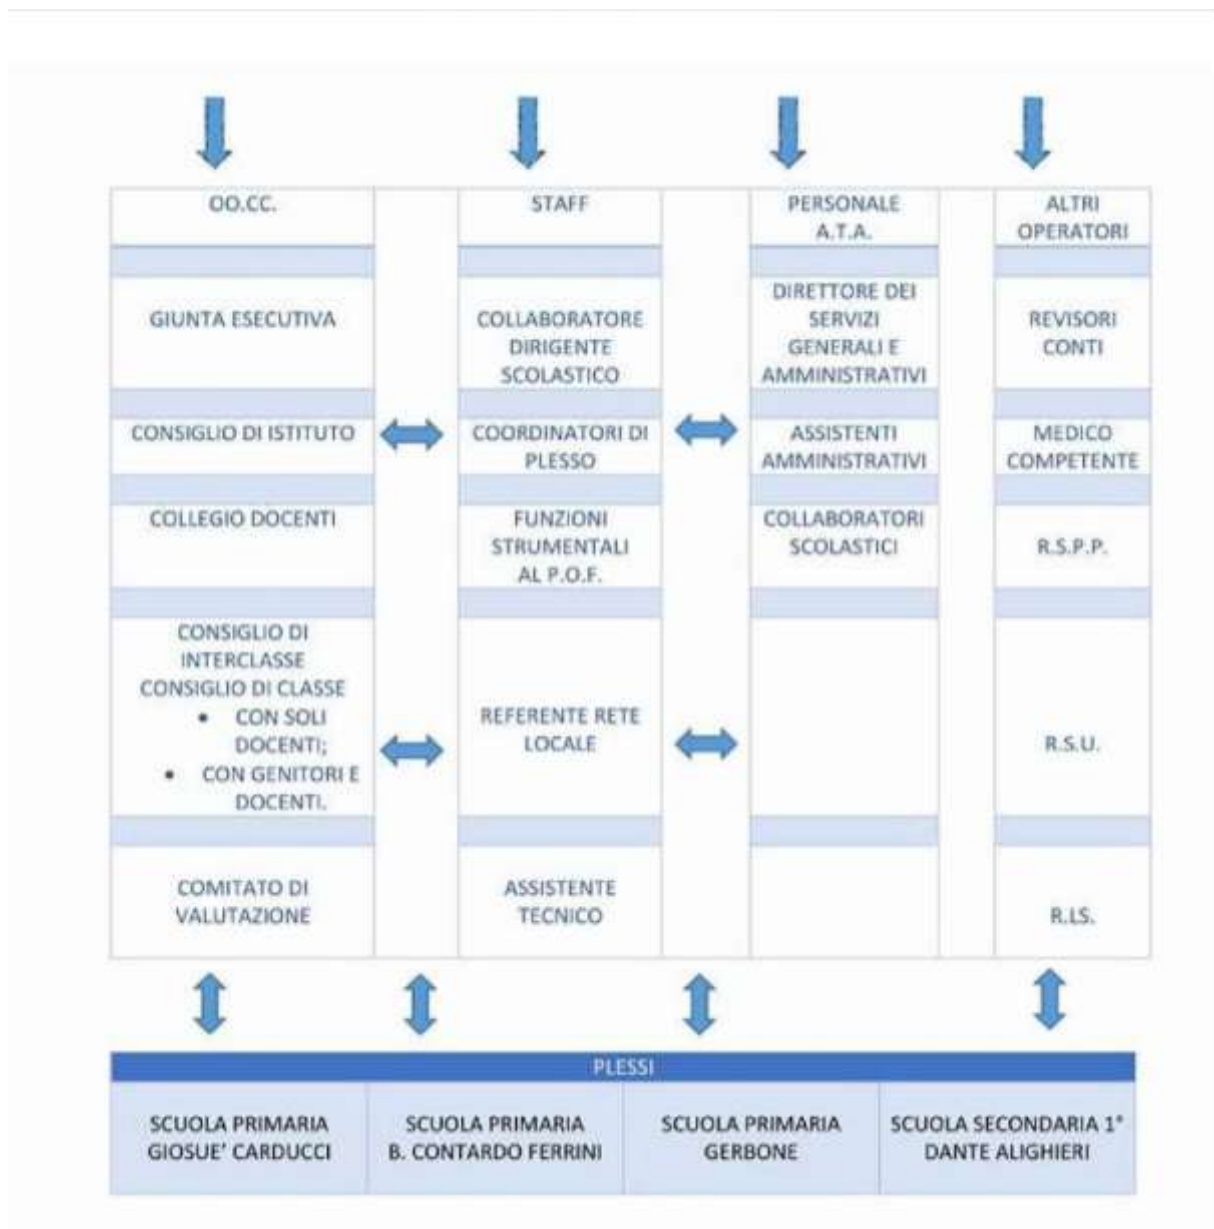 OO.CC.
STAFF
PERSONALE
A.T.A.
ALTRI
OPERATORI
GIUNTA ESECUTIVA
COLLABORATORE
DIRIGENTE
SCOLASTICO
DIRETTORE DEI
SERVIZI
GENERALI E
AMMINISTRATIVI
REVISORI
CONTI
CONSIGLIO DI ISTITUTO
COORDINATORI DI
PLESSO
ASSISTENTI
AMMINISTRATIVI
MEDICO
COMPETENTE
COLLEGIO DOCENTI
FUNZIONI
STRUMENTALI
AL P.O.F.
COLLABORATORI
SCOLASTICI
R.S.P.P.
CONSIGLIO DI
INTERCLASSE
CONSIGLIO DI CLASSE
• CON SOLI
DOCENTI;
• CON GENITORI E
DOCENTI.
REFERENTE RETE
LOCALE
R.S.U.
COMITATO DI
VALUTAZIONE
ASSISTENTE
TECNICO
R.LS.
PLESSI
SCUOLA PRIMARIA
GIOSUE' CARDUCCI
SCUOLA PRIMARIA
B. CONTARDO FERRINI
SCUOLA PRIMARIA
GERBONE
SCUOLA SECONDARIA 1°
DANTE ALIGHIERI